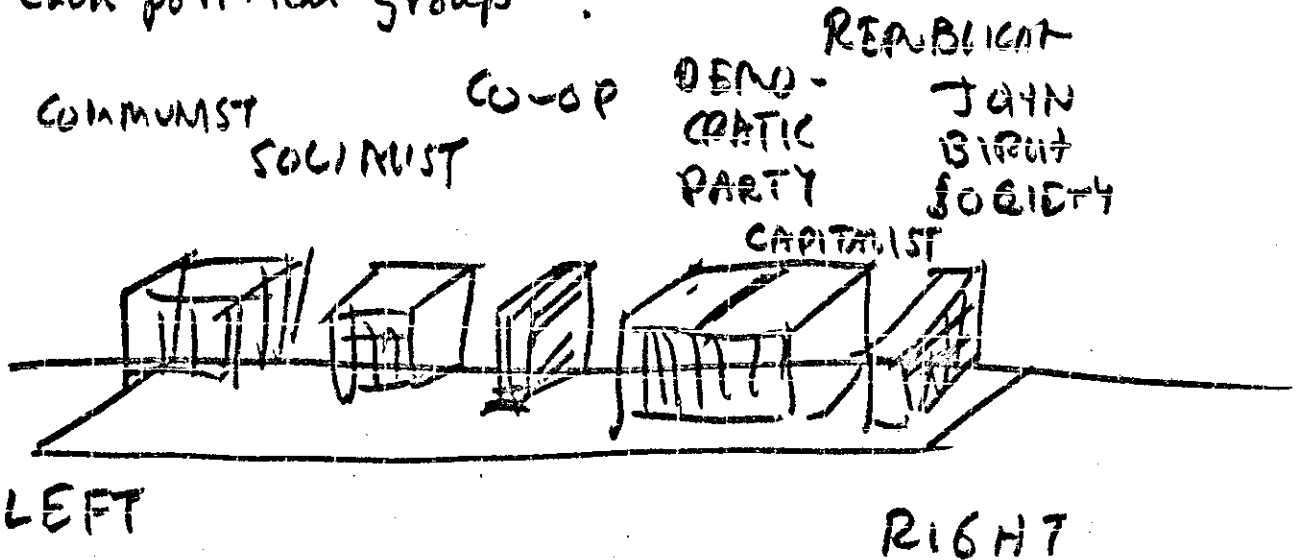 each political groups.
REPUBLICAN
COMMUNIST
SOCIALIST
CO-OP
DEMO-
CRATIC
PARTY
JOHN
BIRCH
SOCIETY
CAPITALIST
LEFT
RIGHT